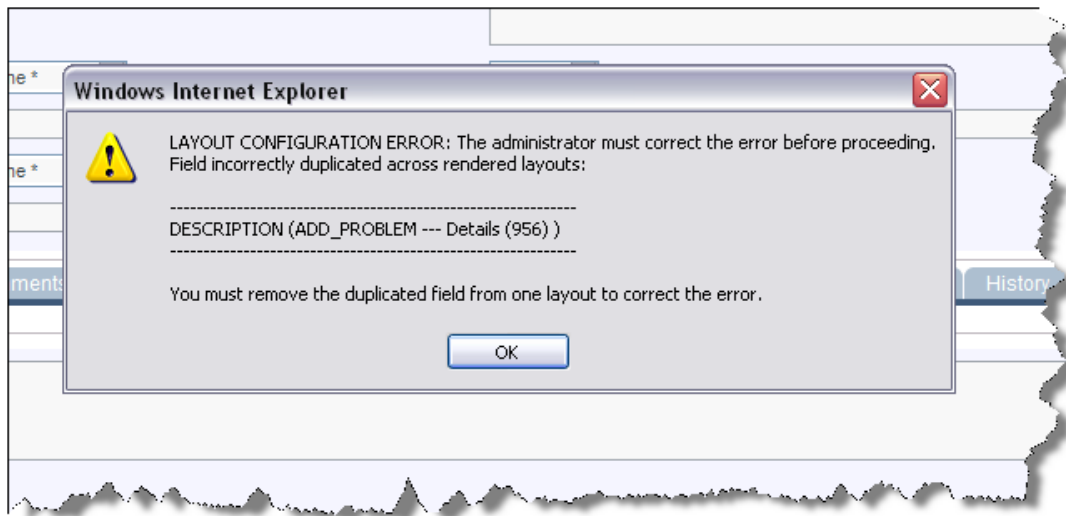 ne *
Windows Internet Explorer
LAYOUT CONFIGURATION ERROR: The administrator must correct the error before proceeding.
Field incorrectly duplicated across rendered layouts:
----------------------------------------------------------
DESCRIPTION (ADD_PROBLEM --- Details (956) )
----------------------------------------------------------
ne *
You must remove the duplicated field from one layout to correct the error.
ments
History
OK